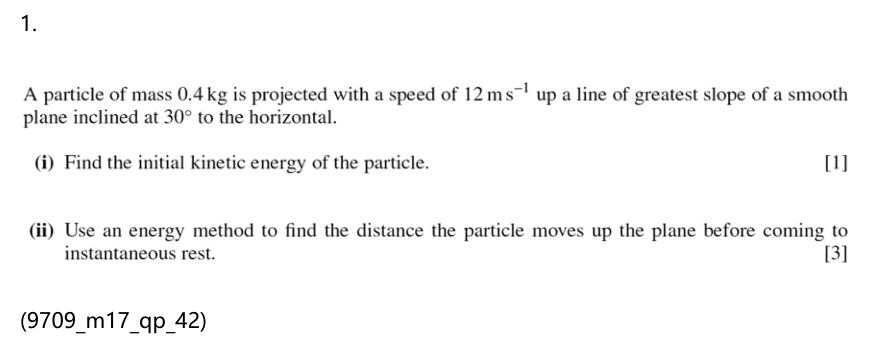 1.
A particle of mass 0.4 kg is projected with a speed of 12 m s⁻¹ up a line of greatest slope of a smooth
plane inclined at 30° to the horizontal.
(i) Find the initial kinetic energy of the particle. [1]
(ii) Use an energy method to find the distance the particle moves up the plane before coming to
instantaneous rest. [3]
(9709_m17_qp_42)